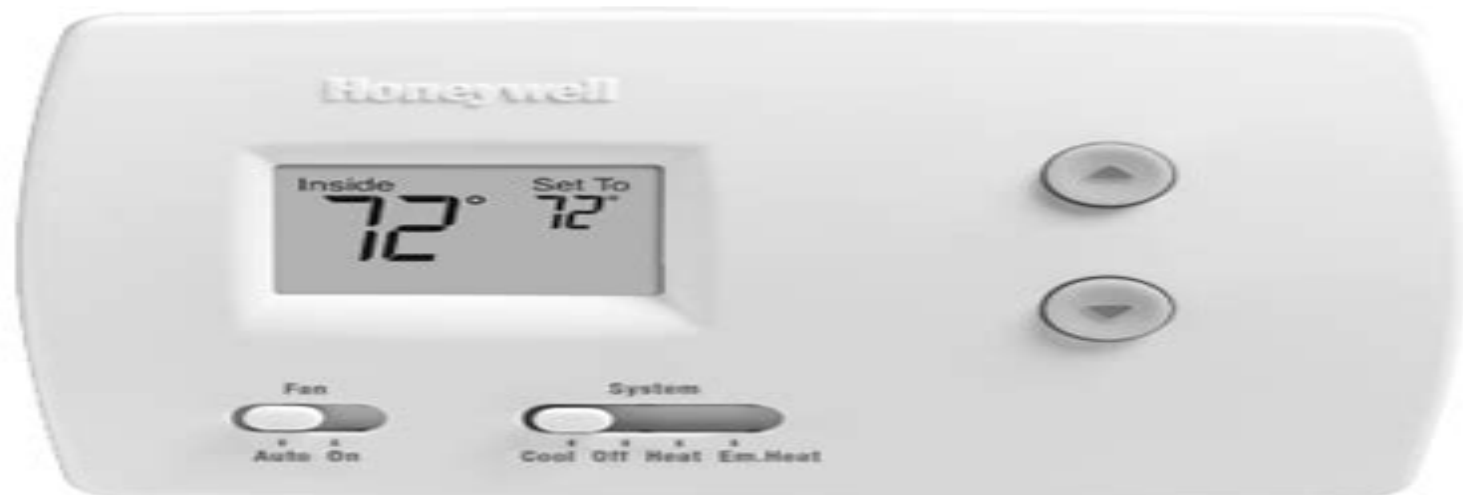 Honeywell
Inside Set To
72° 72°
Fan System
Auto On Cool Off Heat Em.Heat